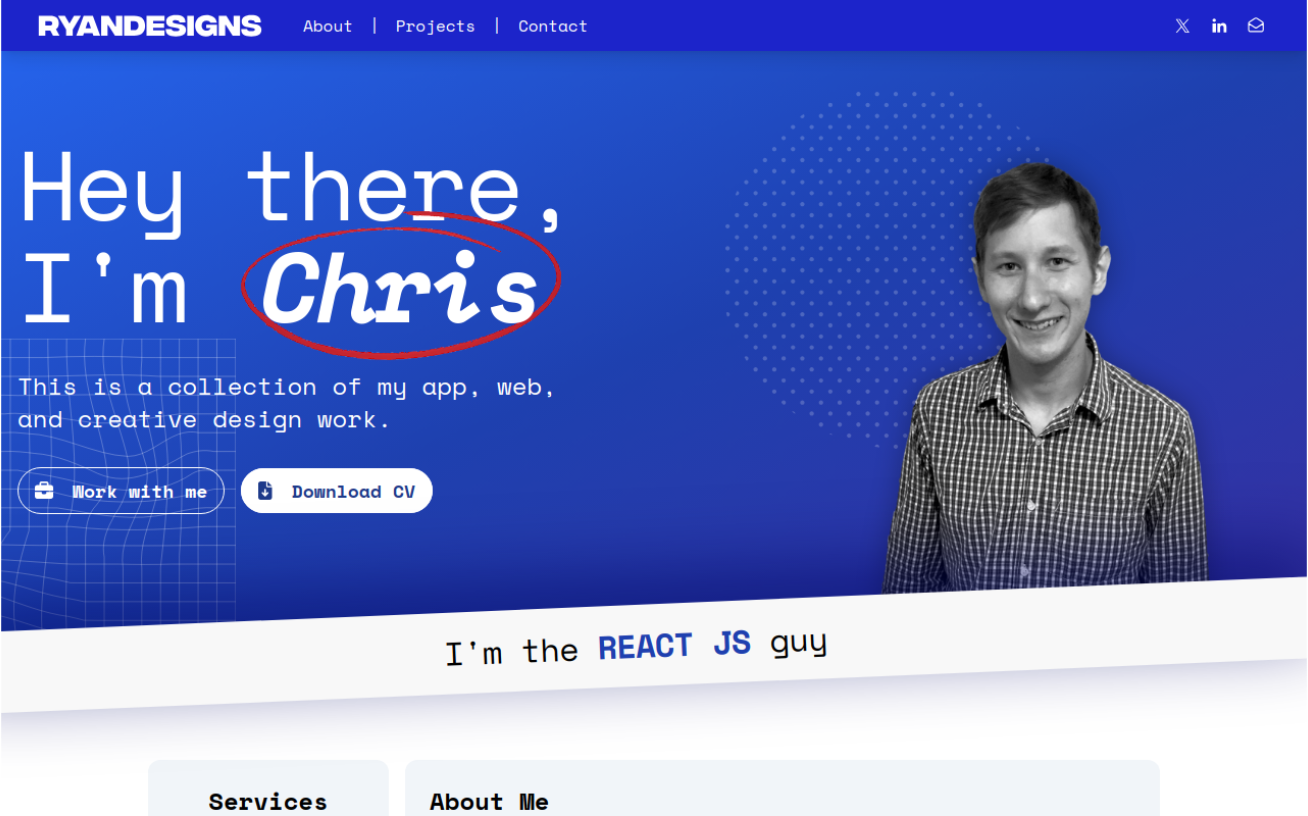 RYANDESIGNS
About | Projects | Contact
Hey there,
I'm Chris
This is a collection of my app, web,
and creative design work.
Work with me
Download CV
I'm the REACT JS guy
Services
About Me